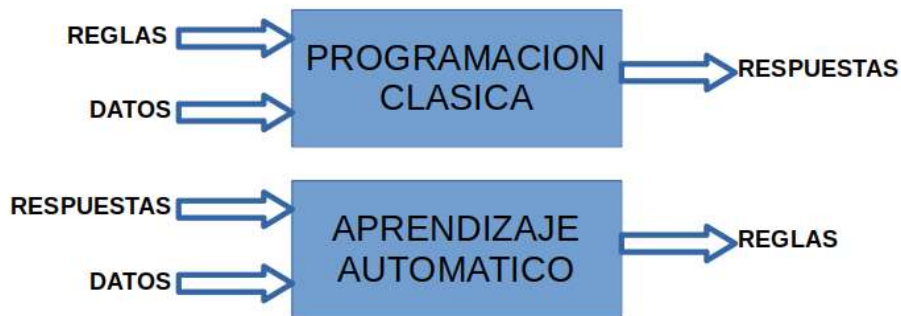 REGLAS
DATOS
PROGRAMACION
CLASICA
RESPUESTAS
RESPUESTAS
DATOS
APRENDIZAJE
AUTOMATICO
REGLAS